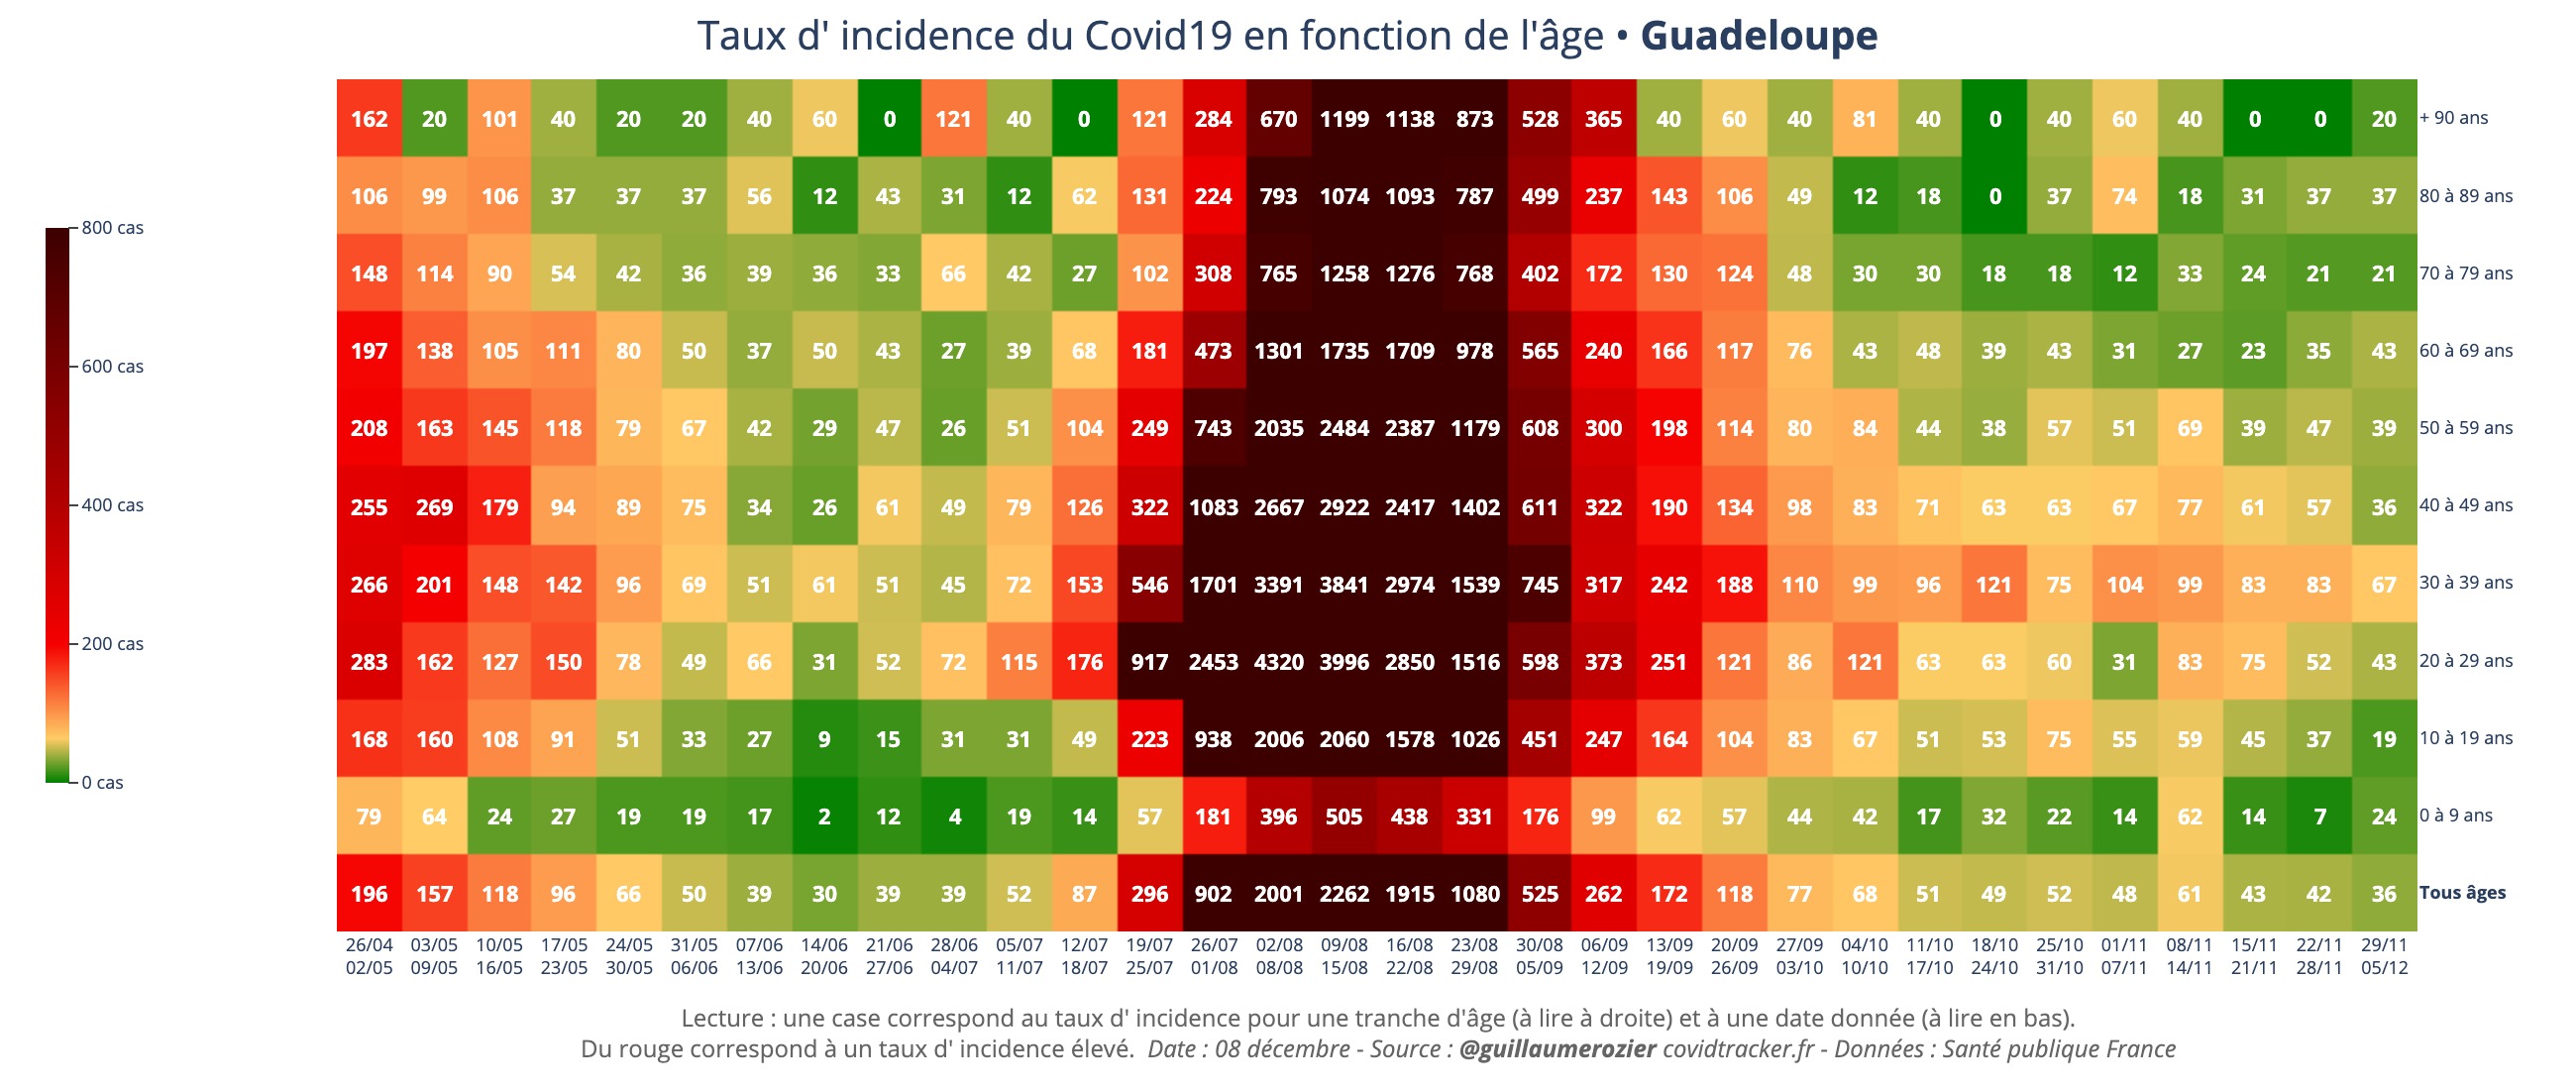 Taux d' incidence du Covid19 en fonction de l'âge • Guadeloupe
800 cas
600 cas
400 cas
200 cas
0 cas
162 20 101 40 20 20 40 60 0 121 40 0 121 284 670 1199 1138 873 528 365 40 60 40 81 40 0 40 60 40 0 0 20 + 90 ans
106 99 106 37 37 37 56 12 43 31 12 62 131 224 793 1074 1093 787 499 237 143 106 49 12 18 0 37 74 18 31 37 37 80 à 89 ans
148 114 90 54 42 36 39 36 33 66 42 27 102 308 765 1258 1276 768 402 172 130 124 48 30 30 18 18 12 33 24 21 21 70 à 79 ans
197 138 105 111 80 50 37 50 43 27 39 68 181 473 1301 1735 1709 978 565 240 166 117 76 43 48 39 43 31 27 23 35 43 60 à 69 ans
208 163 145 118 79 67 42 29 47 26 51 104 249 743 2035 2484 2387 1179 608 300 198 114 80 84 44 38 57 51 69 39 47 39 50 à 59 ans
255 269 179 94 89 75 34 26 61 49 79 126 322 1083 2667 2922 2417 1402 611 322 190 134 98 83 71 63 63 67 77 61 57 36 40 à 49 ans
266 201 148 142 96 69 51 61 51 45 72 153 546 1701 3391 3841 2974 1539 745 317 242 188 110 99 96 121 75 104 99 83 83 67 30 à 39 ans
283 162 127 150 78 49 66 31 52 72 115 176 917 2453 4320 3996 2850 1516 598 373 251 121 86 121 63 63 60 31 83 75 52 43 20 à 29 ans
168 160 108 91 51 33 27 9 15 31 31 49 223 938 2006 2060 1578 1026 451 247 164 104 83 67 51 53 75 55 59 45 37 19 10 à 19 ans
79 64 24 27 19 19 17 2 12 4 19 14 57 181 396 505 438 331 176 99 62 57 44 42 17 32 22 14 62 14 7 24 0 à 9 ans
196 157 118 96 66 50 39 30 39 39 52 87 296 902 2001 2262 1915 1080 525 262 172 118 77 68 51 49 52 48 61 43 42 36 Tous âges
26/04 03/05 10/05 17/05 24/05 31/05 07/06 14/06 21/06 28/06 05/07 12/07 19/07 26/07 02/08 09/08 16/08 23/08 30/08 06/09 13/09 20/09 27/09 04/10 11/10 18/10 25/10 01/11 08/11 15/11 22/11 29/11
02/05 09/05 16/05 23/05 30/05 06/06 13/06 20/06 27/06 04/07 11/07 18/07 25/07 01/08 08/08 15/08 22/08 29/08 05/09 12/09 19/09 26/09 03/10 10/10 17/10 24/10 31/10 07/11 14/11 21/11 28/11 05/12
Lecture : une case correspond au taux d' incidence pour une tranche d'âge (à lire à droite) et à une date donnée (à lire en bas).
Du rouge correspond à un taux d' incidence élevé. Date : 08 décembre - Source : @guillaumerozier covidtracker.fr - Données : Santé publique France